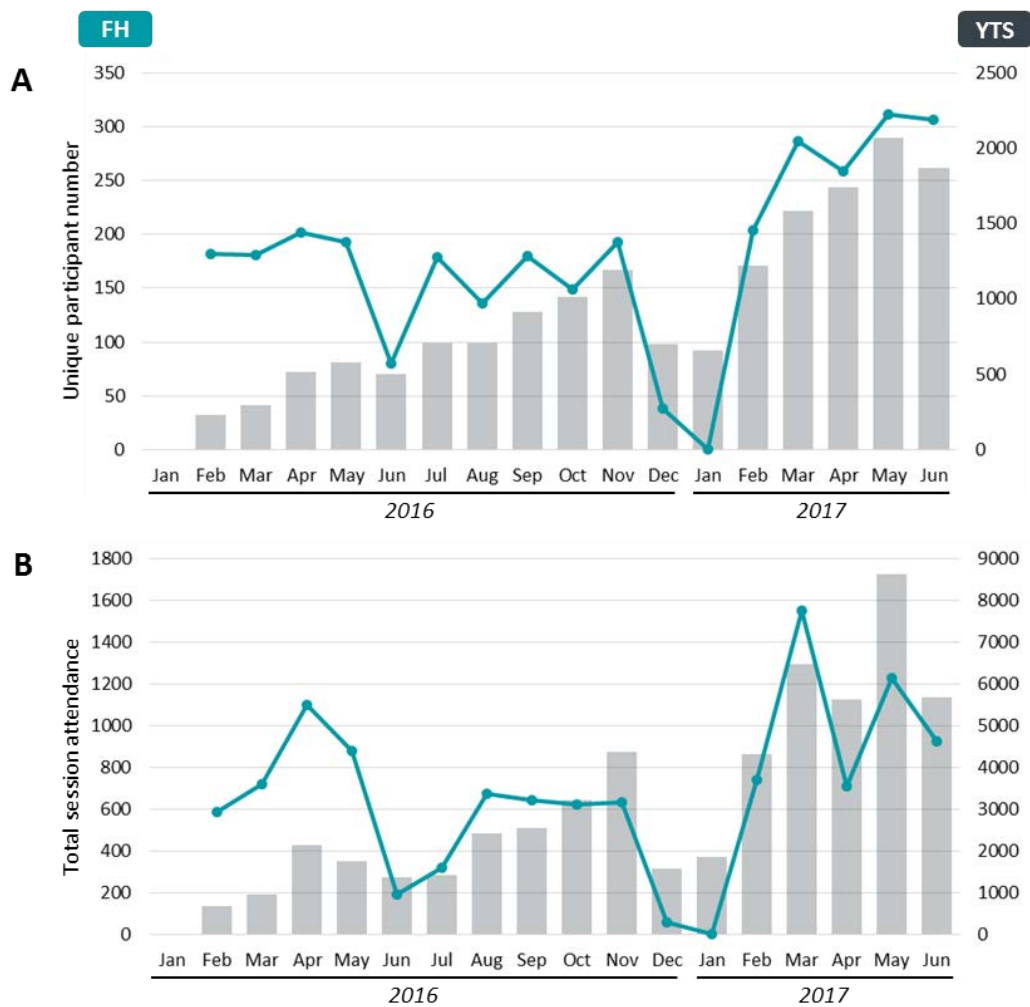 FH YTS
A
Unique participant number
350 2500
300
250 2000
200 1500
150 1000
100
50 500
0 0
Jan Feb Mar Apr May Jun Jul Aug Sep Oct Nov Dec Jan Feb Mar Apr May Jun
2016 2017
B
Total session attendance
1800 9000
1600 8000
1400 7000
1200 6000
1000 5000
800 4000
600 3000
400 2000
200 1000
0 0
Jan Feb Mar Apr May Jun Jul Aug Sep Oct Nov Dec Jan Feb Mar Apr May Jun
2016 2017